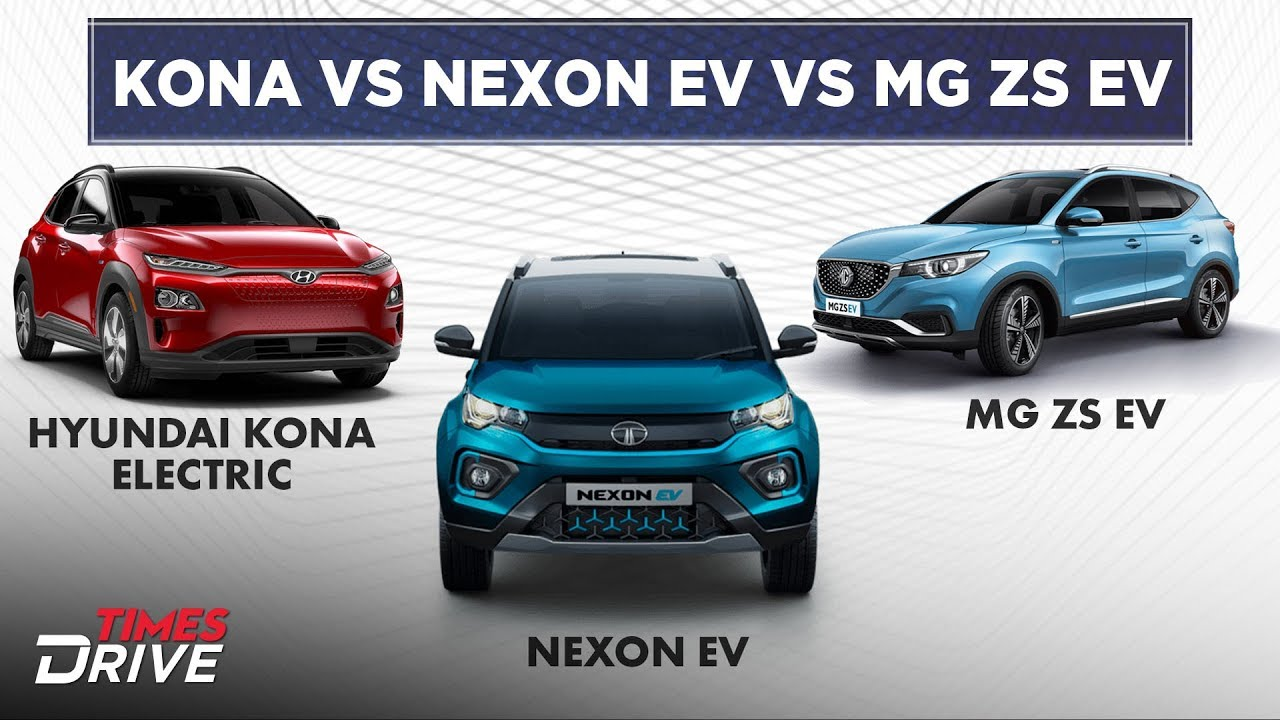 KONA VS NEXON EV VS MG ZS EV
HYUNDAI KONA
ELECTRIC
MG ZS EV
MGZSEV
NEXON EV
NEXON EV
TIMES
DRIVE